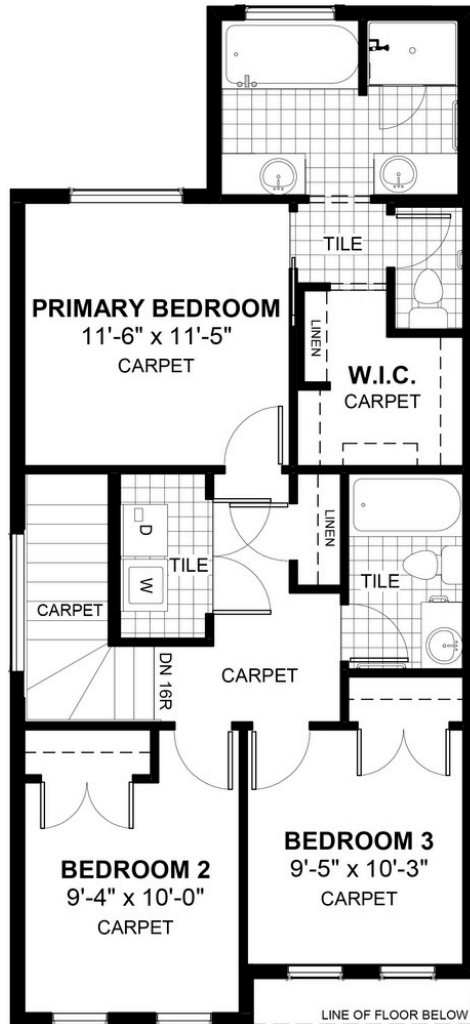 TILE
PRIMARY BEDROOM
11'-6" x 11'-5"
CARPET
LINEN
W.I.C.
CARPET
D
W
TILE
LINEN
TILE
CARPET
DN 16R
CARPET
BEDROOM 2
9'-4" x 10'-0"
CARPET
BEDROOM 3
9'-5" x 10'-3"
CARPET
LINE OF FLOOR BELOW